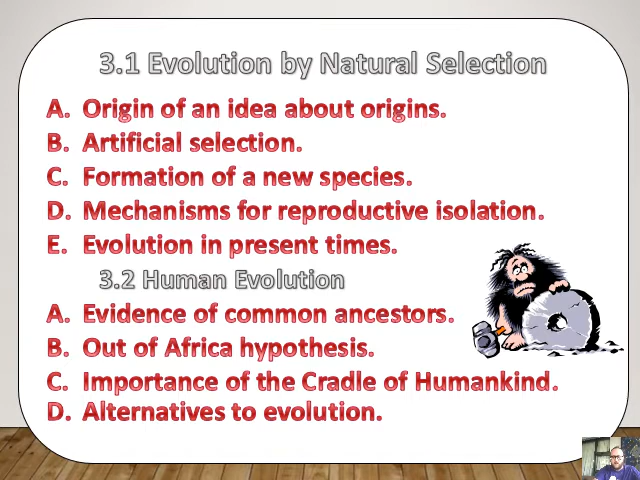 3.1 Evolution by Natural Selection
A. Origin of an idea about origins.
B. Artificial selection.
C. Formation of a new species.
D. Mechanisms for reproductive isolation.
E. Evolution in present times.
3.2 Human Evolution
A. Evidence of common ancestors.
B. Out of Africa hypothesis.
C. Importance of the Cradle of Humankind.
D. Alternatives to evolution.